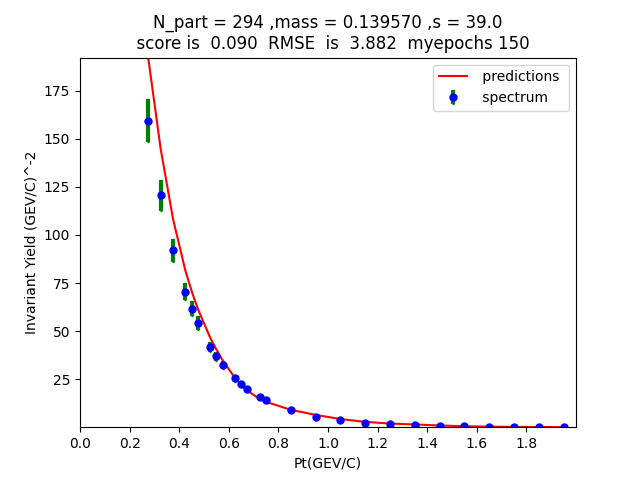 N_part = 294 ,mass = 0.139570 ,s = 39.0
score is  0.090  RMSE  is  3.882  myepochs 150
predictions
spectrum
Invariant Yield (GEV/C)^-2
175
150
125
100
75
50
25
0.0 0.2 0.4 0.6 0.8 1.0 1.2 1.4 1.6 1.8
Pt(GEV/C)